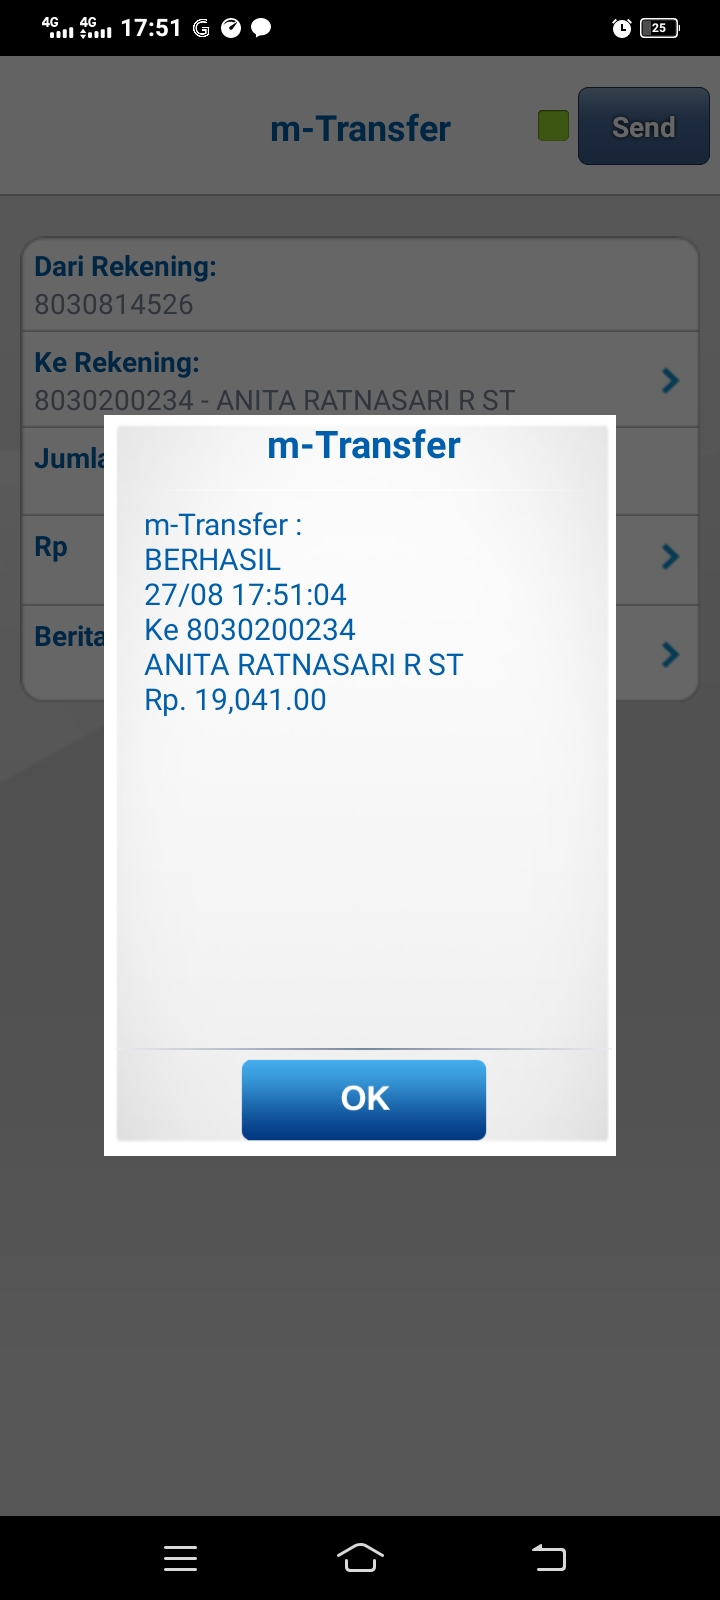 4G 4G 17:51 25
m-Transfer Send
Dari Rekening:
8030814526
Ke Rekening:
8030200234 - ANITA RATNASARI R ST
Rp
Berita
m-Transfer
m-Transfer :
BERHASIL
27/08 17:51:04
Ke 8030200234
ANITA RATNASARI R ST
Rp. 19,041.00
OK